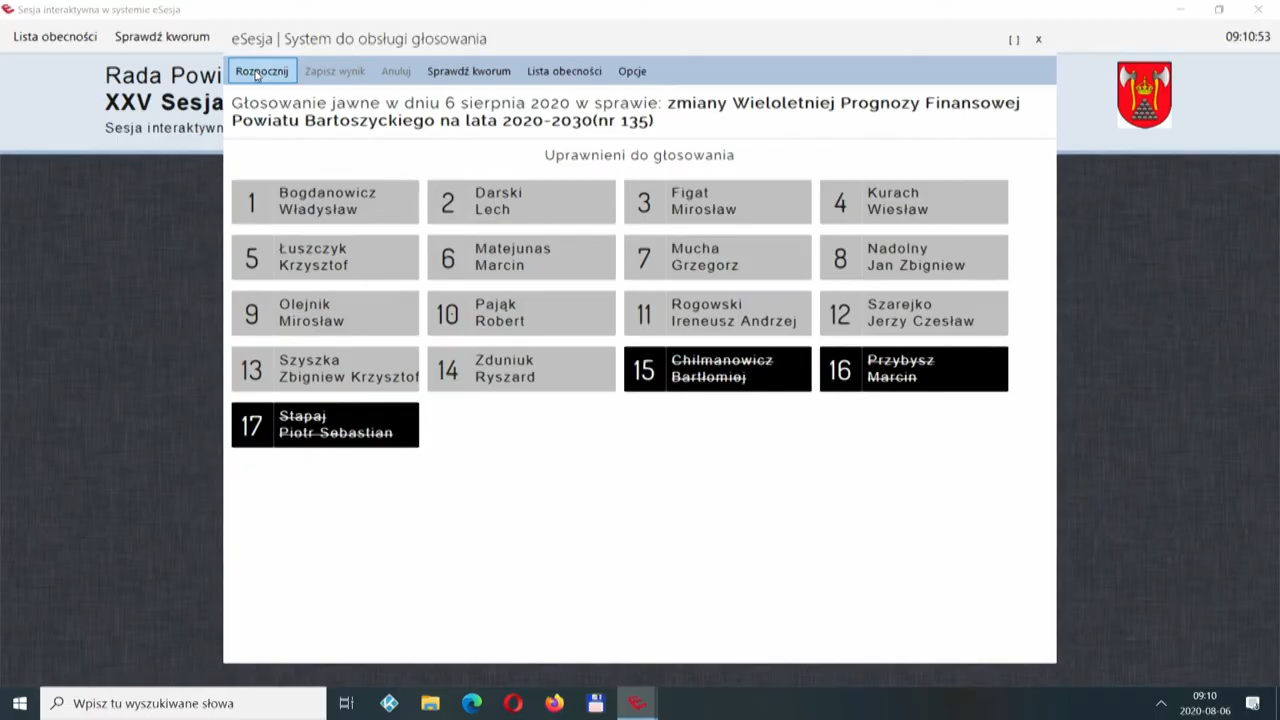 Sesja interaktywna w systemie eSesja
Lista obecności Sprawdź kworum
09:10:53
eSesja | System do obsługi głosowania
[ ] x
Rada Powi
XXV Sesja
Sesja interaktywn
Rozpocznij Zapisz wynik Anuluj Sprawdź kworum Lista obecności Opcje
Głosowanie jawne w dniu 6 sierpnia 2020 w sprawie: zmiany Wieloletniej Prognozy Finansowej
Powiatu Bartoszyckiego na lata 2020-2030(nr 135)
Uprawnieni do głosowania
1 Bogdanowicz
Władysław
2 Darski
Lech
3 Figat
Mirosław
4 Kurach
Wiesław
5 Łuszczyk
Krzysztof
6 Matejunas
Marcin
7 Mucha
Grzegorz
8 Nadolny
Jan Zbigniew
9 Olejnik
Mirosław
10 Pająk
Robert
11 Rogowski
Ireneusz Andrzej
12 Szarejko
Jerzy Czesław
13 Szyszka
Zbigniew Krzysztof
14 Zduniuk
Ryszard
15 Chilmanowicz
Bartłomiej
16 Przybysz
Marcin
17 Stapaj
Piotr Sebastian
Wpisz tu wyszukiwane słowa
09:10
2020-08-06